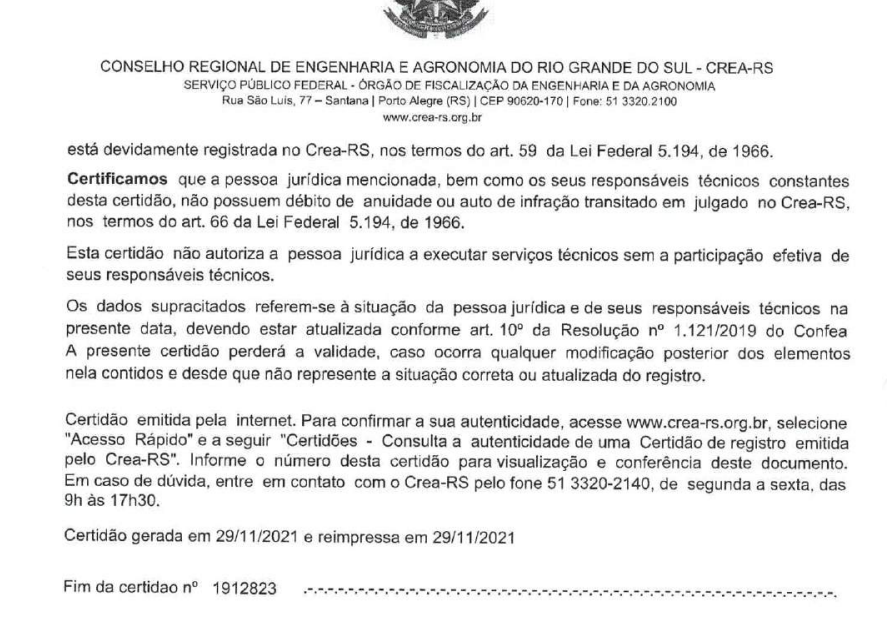 CONSELHO REGIONAL DE ENGENHARIA E AGRONOMIA DO RIO GRANDE DO SUL - CREA-RS
SERVIÇO PÚBLICO FEDERAL - ÓRGÃO DE FISCALIZAÇÃO DA ENGENHARIA E DA AGRONOMIA
Rua São Luís, 77 – Santana | Porto Alegre (RS) | CEP 90620-170 | Fone: 51 3320.2100
www.crea-rs.org.br
está devidamente registrada no Crea-RS, nos termos do art. 59 da Lei Federal 5.194, de 1966.
Certificamos que a pessoa jurídica mencionada, bem como os seus responsáveis técnicos constantes
desta certidão, não possuem débito de anuidade ou auto de infração transitado em julgado no Crea-RS,
nos termos do art. 66 da Lei Federal 5.194, de 1966.
Esta certidão não autoriza a pessoa jurídica a executar serviços técnicos sem a participação efetiva de
seus responsáveis técnicos.
Os dados supracitados referem-se à situação da pessoa jurídica e de seus responsáveis técnicos na
presente data, devendo estar atualizada conforme art. 10º da Resolução nº 1.121/2019 do Confea
A presente certidão perderá a validade, caso ocorra qualquer modificação posterior dos elementos
nela contidos e desde que não represente a situação correta ou atualizada do registro.
Certidão emitida pela internet. Para confirmar a sua autenticidade, acesse www.crea-rs.org.br, selecione
"Acesso Rápido" e a seguir "Certidões - Consulta a autenticidade de uma Certidão de registro emitida
pelo Crea-RS". Informe o número desta certidão para visualização e conferência deste documento.
Em caso de dúvida, entre em contato com o Crea-RS pelo fone 51 3320-2140, de segunda a sexta, das
9h às 17h30.
Certidão gerada em 29/11/2021 e reimpressa em 29/11/2021
Fim da certidao nº 1912823 .-.-.-.-.-.-.-.-.-.-.-.-.-.-.-.-.-.-.-.-.-.-.-.-.-.-.-.-.-.-.-.-.-.-.-.-.-.-.-.-.-.-.-.-.